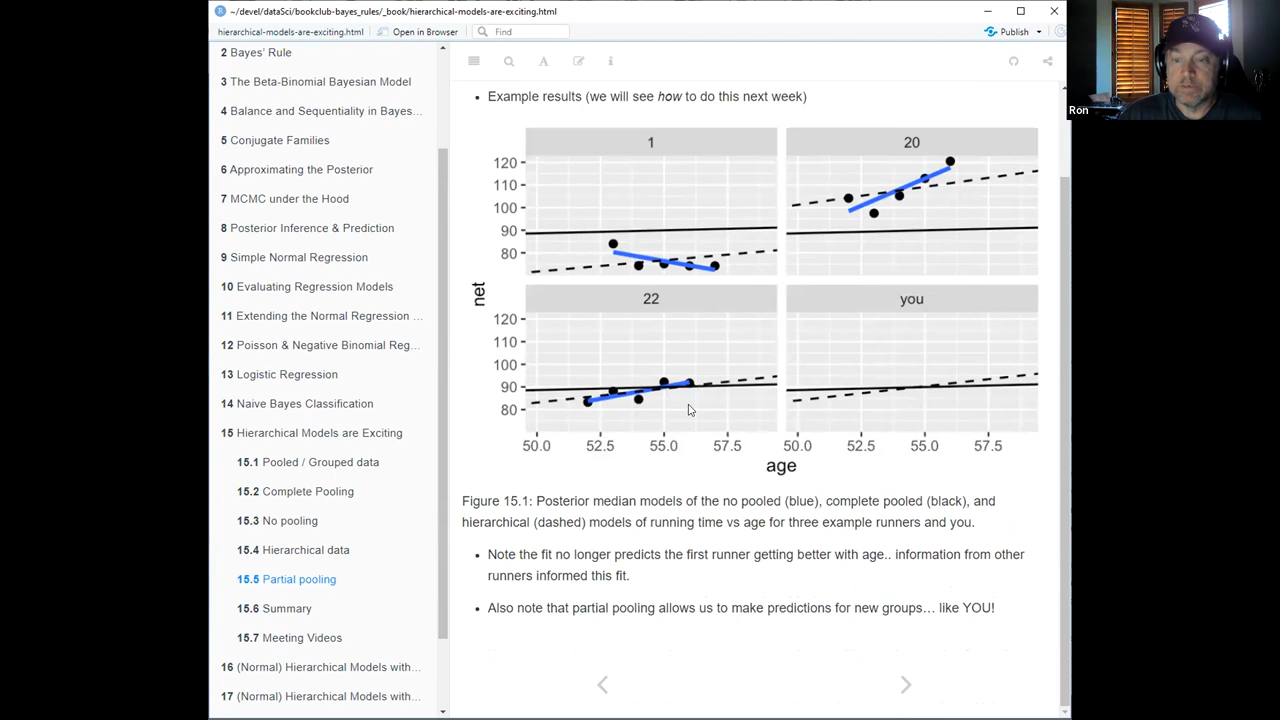 ~/devel/dataSci/bookclub-bayes_rules/_book/hierarchical-models-are-exciting.html
hierarchical-models-are-exciting.html
Open in Browser
Find
Publish
2 Bayes' Rule
3 The Beta-Binomial Bayesian Model
4 Balance and Sequentiality in Bayes…
5 Conjugate Families
6 Approximating the Posterior
7 MCMC under the Hood
8 Posterior Inference & Prediction
9 Simple Normal Regression
10 Evaluating Regression Models
11 Extending the Normal Regression …
12 Poisson & Negative Binomial Reg…
13 Logistic Regression
14 Naive Bayes Classification
15 Hierarchical Models are Exciting
15.1 Pooled / Grouped data
15.2 Complete Pooling
15.3 No pooling
15.4 Hierarchical data
15.5 Partial pooling
15.6 Summary
15.7 Meeting Videos
16 (Normal) Hierarchical Models with…
17 (Normal) Hierarchical Models with…
• Example results (we will see how to do this next week)
1
20
120
110
100
90
80
22
you
120
110
100
90
80
net
50.0 52.5 55.0 57.5 50.0 52.5 55.0 57.5
age
Figure 15.1: Posterior median models of the no pooled (blue), complete pooled (black), and
hierarchical (dashed) models of running time vs age for three example runners and you.
• Note the fit no longer predicts the first runner getting better with age.. information from other
runners informed this fit.
• Also note that partial pooling allows us to make predictions for new groups… like YOU!
Ron